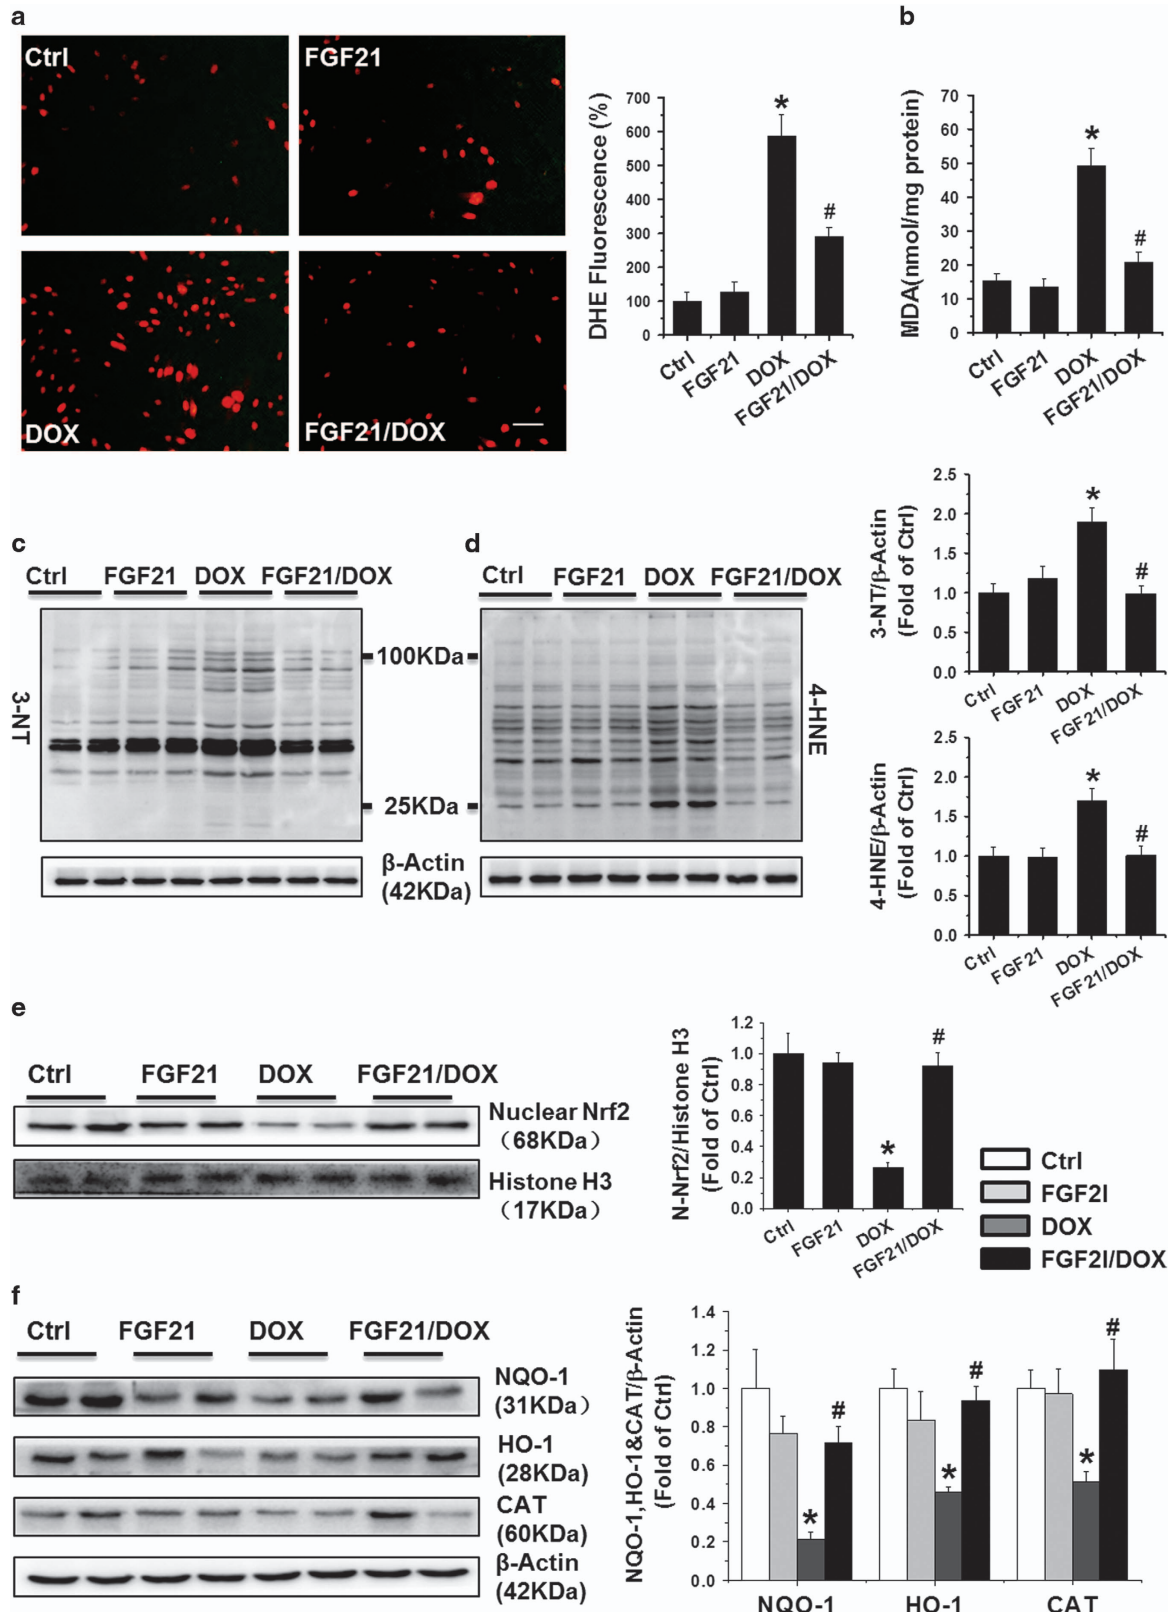 a
Ctrl
FGF21
DOX
FGF21/DOX
DHE Fluorescence (%)
700
600
500
400
300
200
100
0
*
#
Ctrl
FGF21
DOX
FGF21/DOX
b
MDA(nmol/mg protein)
70
60
50
40
30
20
10
0
*
#
Ctrl
FGF21
DOX
FGF21/DOX
c
Ctrl FGF21 DOX FGF21/DOX
3-NT
100KDa
25KDa
β-Actin
(42KDa)
d
Ctrl FGF21 DOX FGF21/DOX
4-HNE
3-NT/β-Actin
(Fold of Ctrl)
2.5
2.0
1.5
1.0
0.5
0.0
*
#
Ctrl
FGF21
DOX
FGF21/DOX
4-HNE/β-Actin
(Fold of Ctrl)
2.5
2.0
1.5
1.0
0.5
0.0
*
#
Ctrl
FGF21
DOX
FGF21/DOX
e
Ctrl FGF21 DOX FGF21/DOX
Nuclear Nrf2
（68KDa）
Histone H3
（17KDa）
N-Nrf2/Histone H3
(Fold of Ctrl)
1.2
1.0
0.8
0.6
0.4
0.2
0.0
*
#
Ctrl
FGF21
DOX
FGF21/DOX
Ctrl
FGF2I
DOX
FGF2I/DOX
f
Ctrl FGF21 DOX FGF21/DOX
NQO-1
(31KDa）
HO-1
(28KDa)
CAT
(60KDa)
β-Actin
(42KDa)
NQO-1,HO-1&CAT/β-Actin
(Fold of Ctrl)
1.4
1.2
1.0
0.8
0.6
0.4
0.2
0.0
*
#
*
#
*
#
NQO-1 HO-1 CAT